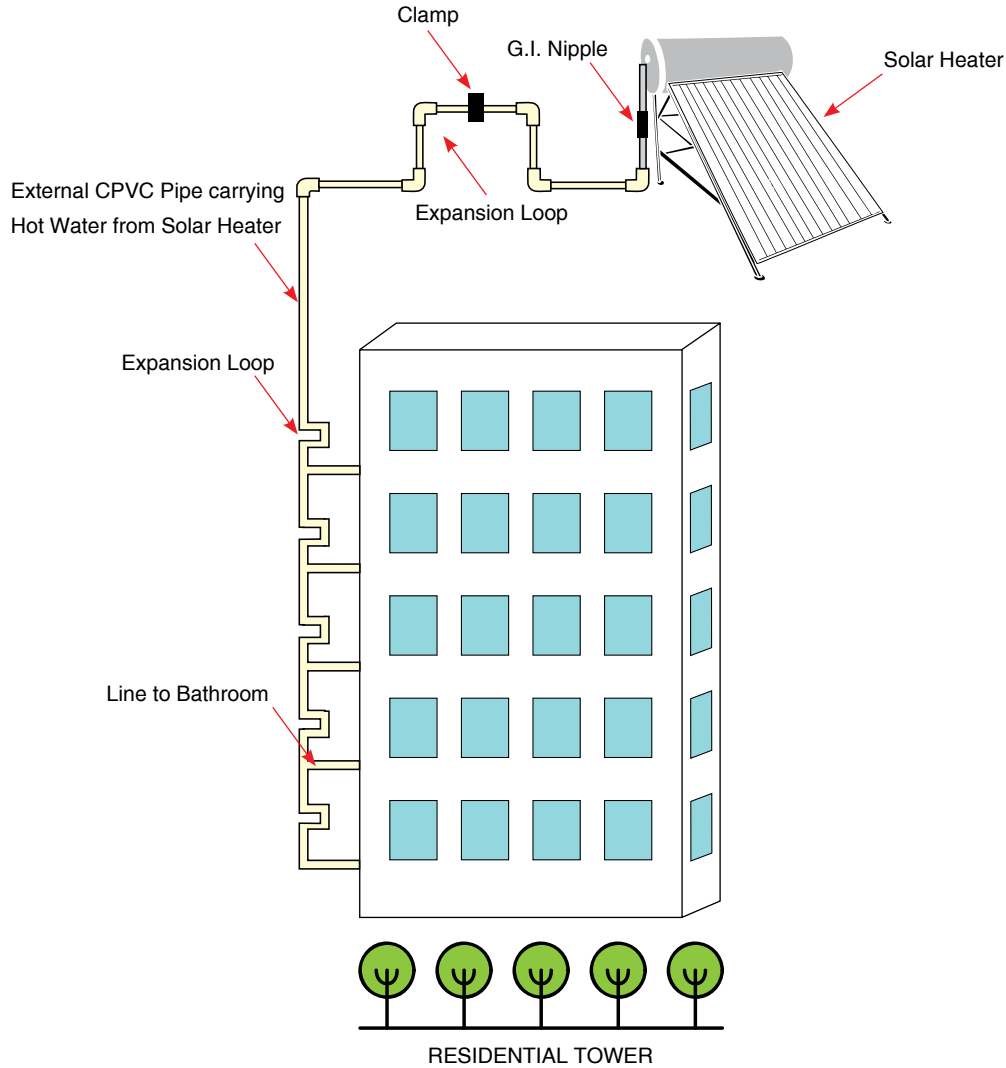 Clamp
G.I. Nipple
Solar Heater
External CPVC Pipe carrying
Hot Water from Solar Heater
Expansion Loop
Expansion Loop
Line to Bathroom
RESIDENTIAL TOWER